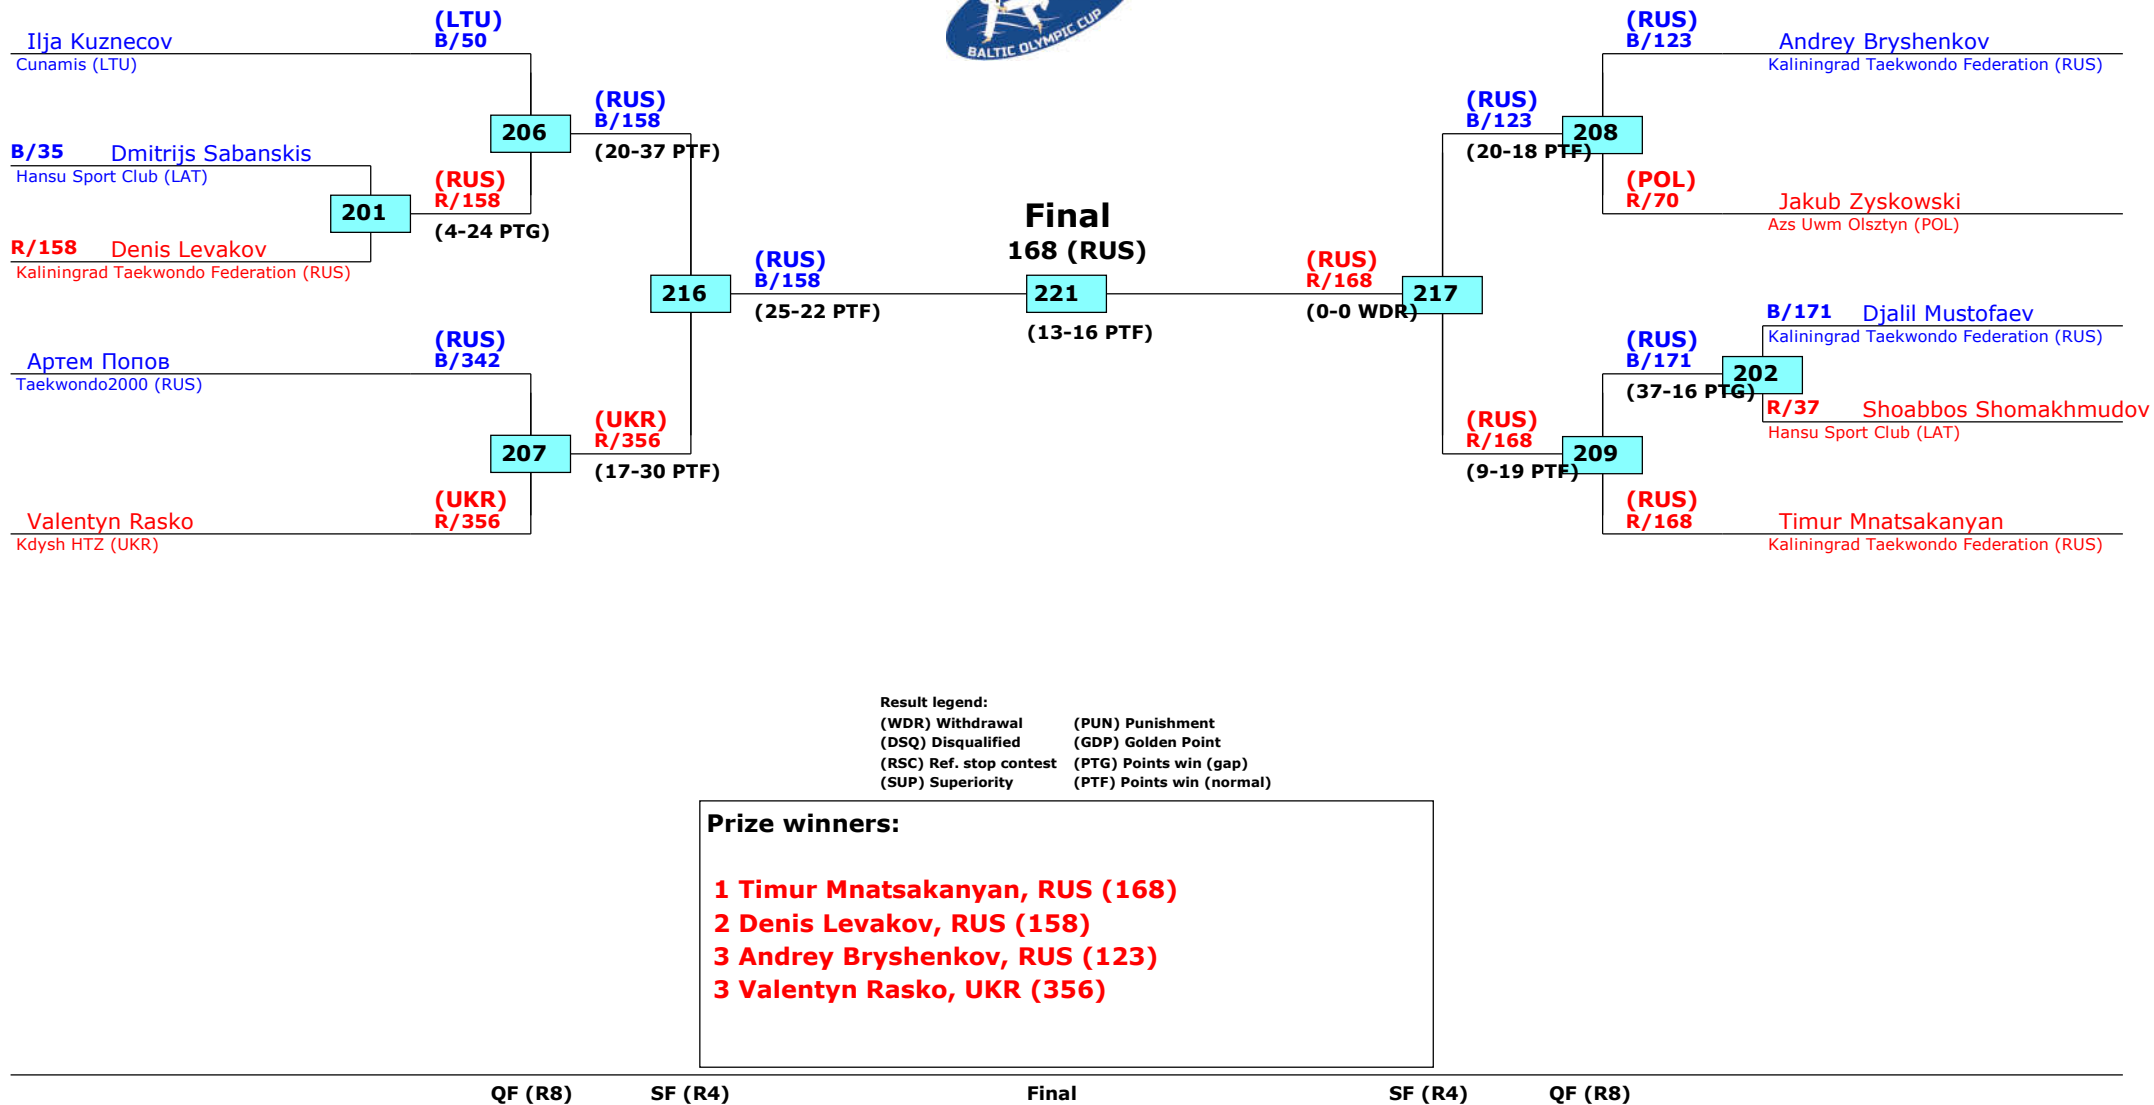 BALTIC OLYMPIC CUP
Ilja Kuznecov
Cunamis (LTU)
(LTU)
B/50
B/35 Dmitrijs Sabanskis
Hansu Sport Club (LAT)
R/158 Denis Levakov
Kaliningrad Taekwondo Federation (RUS)
201
(RUS)
R/158
(4-24 PTG)
206
(RUS)
B/158
(20-37 PTF)
Артем Попов
Taekwondo2000 (RUS)
(RUS)
B/342
Valentyn Rasko
Kdysh HTZ (UKR)
(UKR)
R/356
207
(UKR)
R/356
(17-30 PTF)
216
(RUS)
B/158
(25-22 PTF)
Final
168 (RUS)
221
(13-16 PTF)
(RUS)
R/168
(0-0 WDR)
217
(RUS)
B/123
(20-18 PTF)
208
(RUS)
B/123
Andrey Bryshenkov
Kaliningrad Taekwondo Federation (RUS)
(POL)
R/70
Jakub Zyskowski
Azs Uwm Olsztyn (POL)
(RUS)
R/168
(9-19 PTF)
209
(RUS)
B/171
(37-16 PTG)
202
B/171 Djalil Mustofaev
Kaliningrad Taekwondo Federation (RUS)
R/37 Shoabbos Shomakhmudov
Hansu Sport Club (LAT)
(RUS)
R/168
Timur Mnatsakanyan
Kaliningrad Taekwondo Federation (RUS)
Result legend:
(WDR) Withdrawal (PUN) Punishment
(DSQ) Disqualified (GDP) Golden Point
(RSC) Ref. stop contest (PTG) Points win (gap)
(SUP) Superiority (PTF) Points win (normal)
Prize winners:
1 Timur Mnatsakanyan, RUS (168)
2 Denis Levakov, RUS (158)
3 Andrey Bryshenkov, RUS (123)
3 Valentyn Rasko, UKR (356)
QF (R8) SF (R4) Final SF (R4) QF (R8)